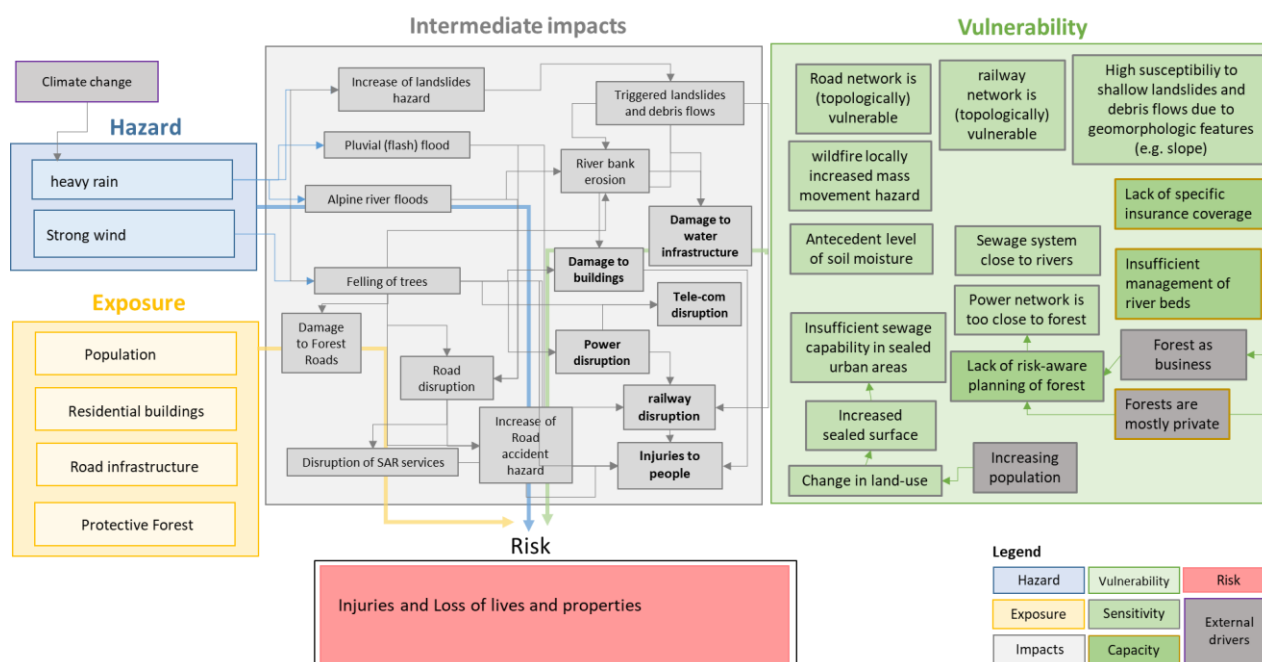 Intermediate impacts
Vulnerability
Climate change
Hazard
heavy rain
Strong wind
Exposure
Population
Residential buildings
Road infrastructure
Protective Forest
Increase of landslides
hazard
Triggered landslides
and debris flows
Pluvial (flash) flood
River bank
erosion
Alpine river floods
Damage to
water
infrastructure
Damage to
buildings
Felling of trees
Tele-com
disruption
Damage
to Forest
Roads
Power
disruption
Road
disruption
railway
disruption
Increase of
Road
accident
hazard
Disruption of SAR services
Injuries to
people
Road network is
(topologically)
vulnerable
railway
network is
(topologically)
vulnerable
High susceptibiliy to
shallow landslides and
debris flows due to
geomorphologic features
(e.g. slope)
wildfire locally
increased mass
movement hazard
Lack of specific
insurance coverage
Antecedent level
of soil moisture
Sewage system
close to rivers
Insufficient
management of
river beds
Power network is
too close to forest
Insufficient sewage
capability in sealed
urban areas
Lack of risk-aware
planning of forest
Forest as
business
Forests are
mostly private
Increased
sealed surface
Increasing
population
Change in land-use
Risk
Injuries and Loss of lives and properties
Legend
Hazard
Vulnerability
Risk
Exposure
Sensitivity
External
drivers
Impacts
Capacity